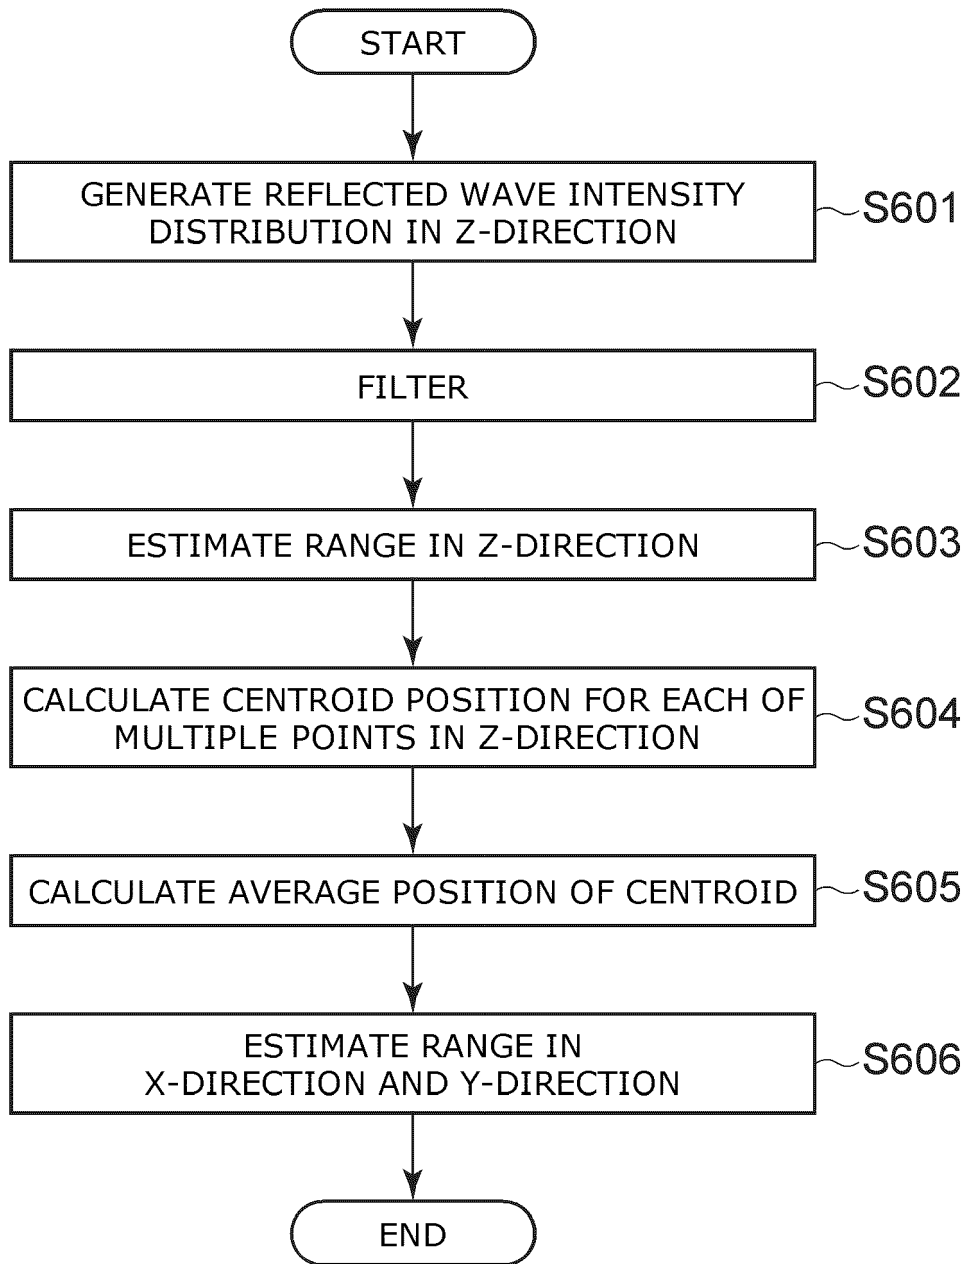 START
GENERATE REFLECTED WAVE INTENSITY
DISTRIBUTION IN Z-DIRECTION
S601
FILTER
S602
ESTIMATE RANGE IN Z-DIRECTION
S603
CALCULATE CENTROID POSITION FOR EACH OF
MULTIPLE POINTS IN Z-DIRECTION
S604
CALCULATE AVERAGE POSITION OF CENTROID
S605
ESTIMATE RANGE IN
X-DIRECTION AND Y-DIRECTION
S606
END